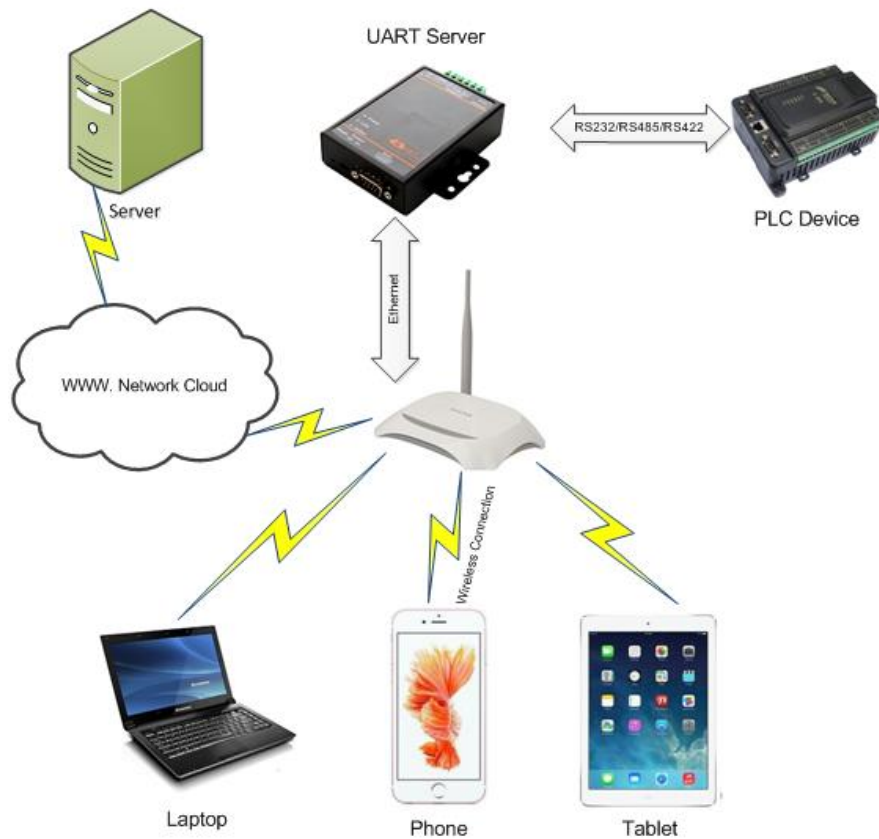 UART Server
RS232/RS485/RS422
PLC Device
Server
Ethernet
WWW. Network Cloud
Wireless Connection
Laptop
Phone
Tablet